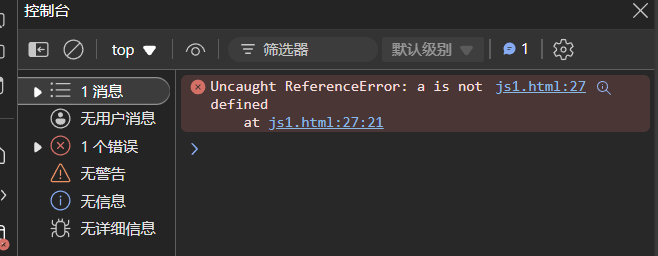 控制台
top
筛选器
默认级别
1
1 消息
无用户消息
1 个错误
无警告
无信息
无详细信息
Uncaught ReferenceError: a is not js1.html:27
defined
at js1.html:27:21